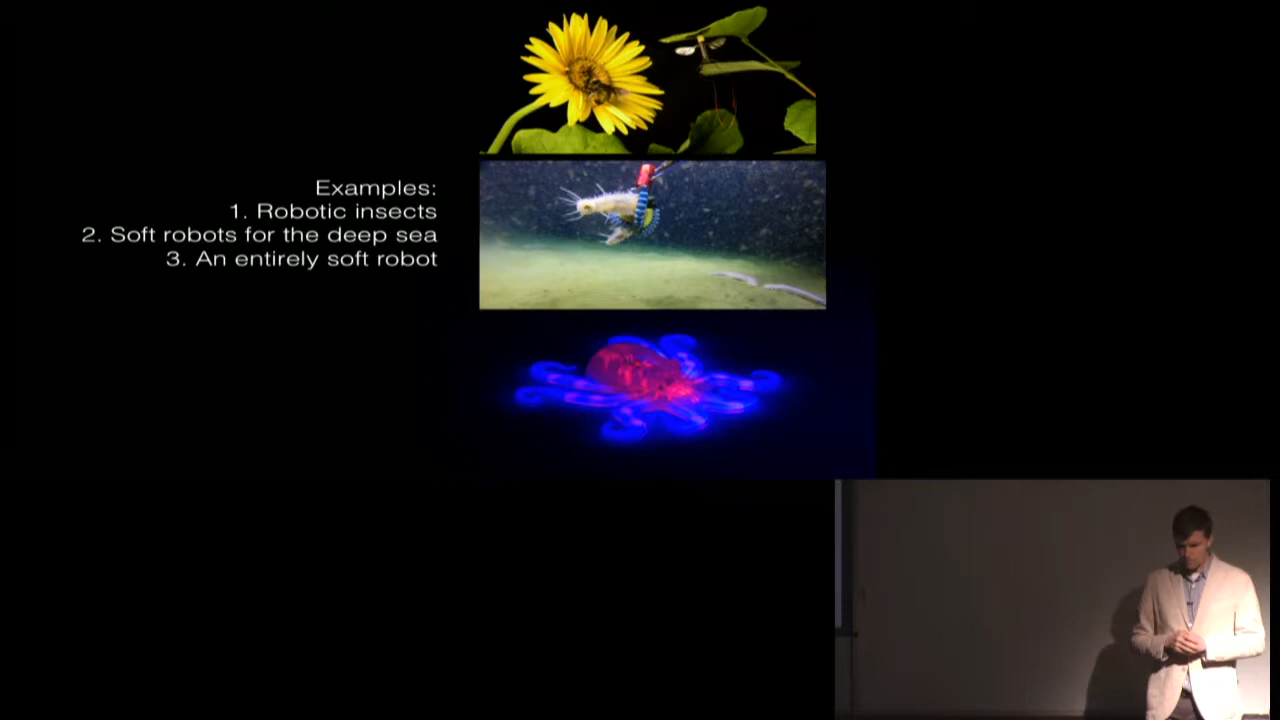 Examples:
1. Robotic insects
2. Soft robots for the deep sea
3. An entirely soft robot